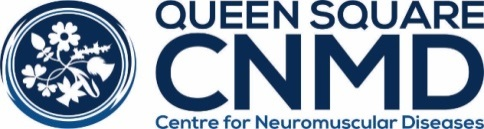 QUEEN SQUARE
CNMD
Centre for Neuromuscular Diseases